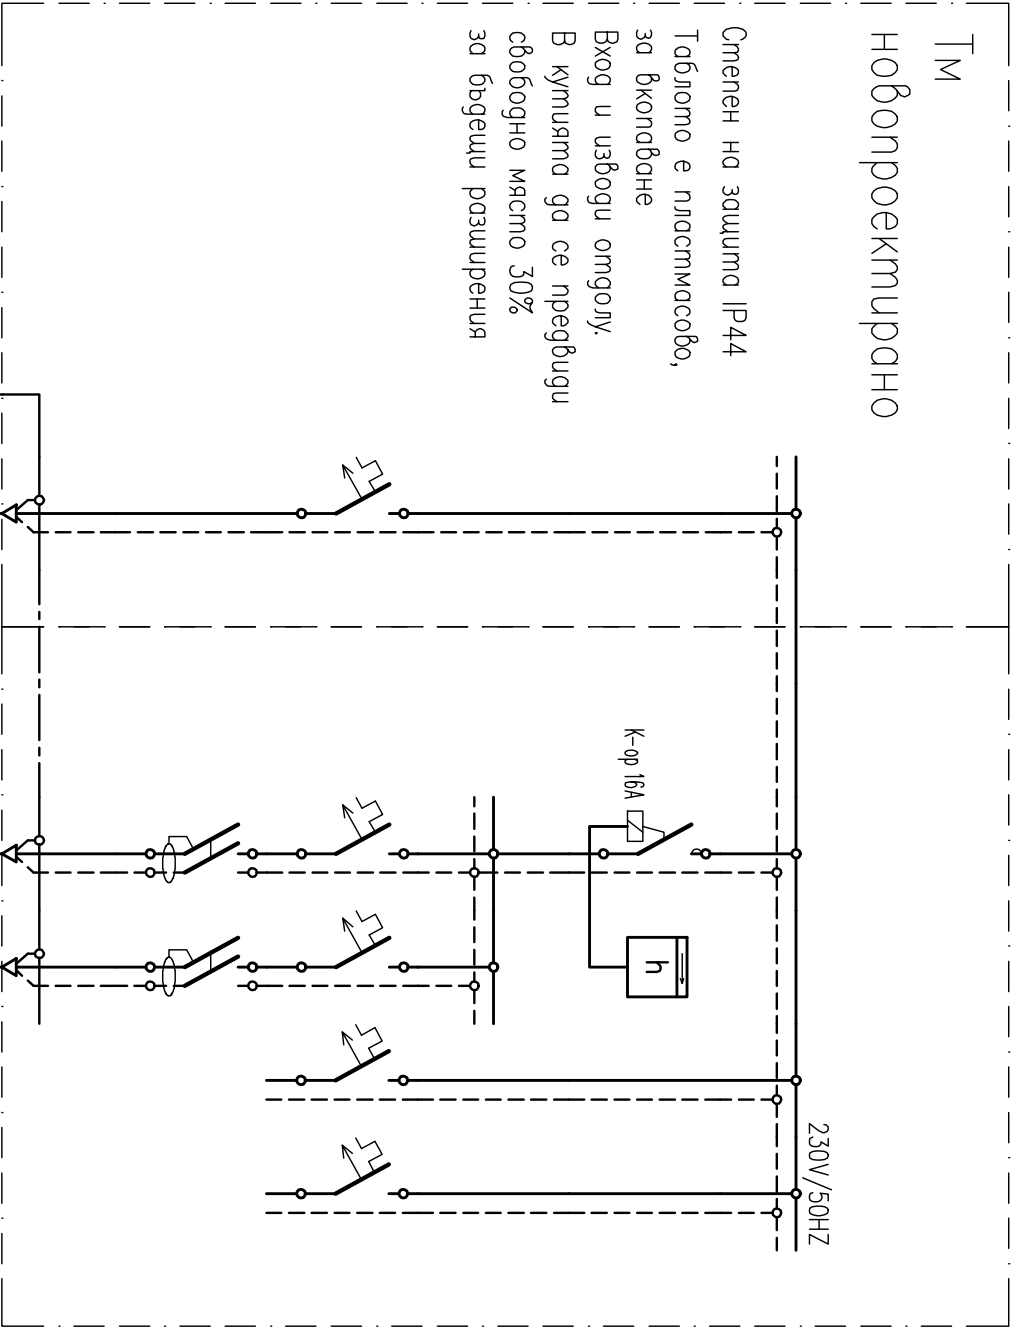 Тм
новопроектирано
Степен на защита IP44
Таблото е пластмасово,
за вкопаване
Вход и изводи отдолу.
В кутията да се предвиди
свободно място 30%
за бъдещи разширения
К-ор 16А
h
230V/50HZ